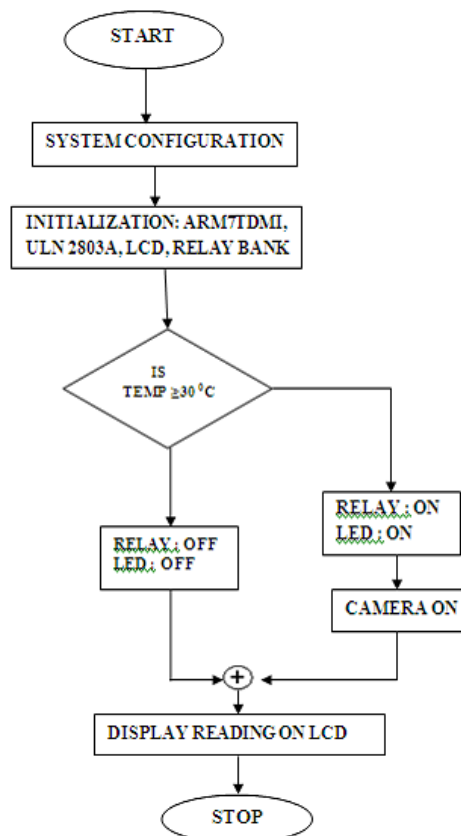 START
SYSTEM CONFIGURATION
INITIALIZATION: ARM7TDMI,
ULN 2803A, LCD, RELAY BANK
IS
TEMP ≥30 ⁰C
RELAY : OFF
LED : OFF
RELAY : ON
LED : ON
CAMERA ON
+
DISPLAY READING ON LCD
STOP